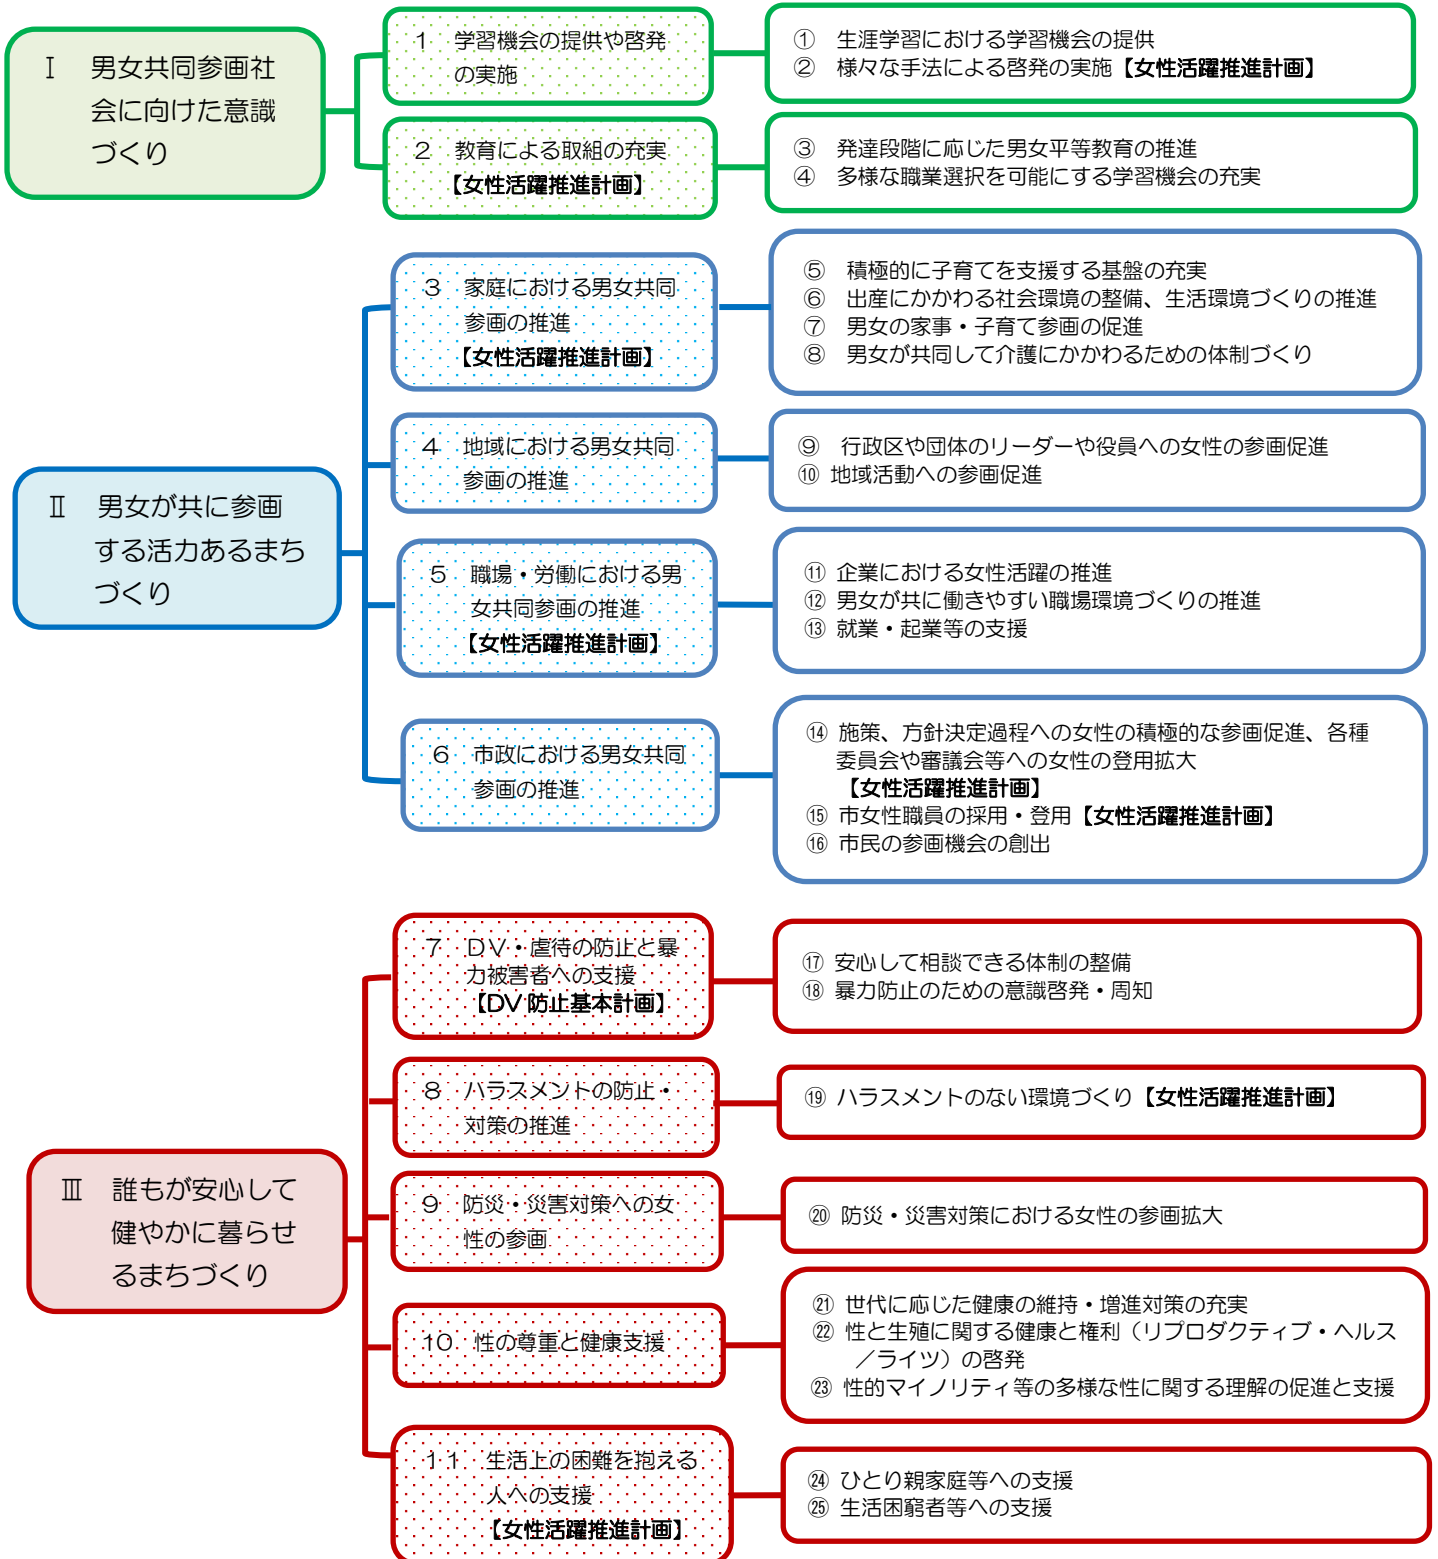 Ⅰ 男女共同参画社
会に向けた意識
づくり
1 学習機会の提供や啓発
の実施
① 生涯学習における学習機会の提供
② 様々な手法による啓発の実施【女性活躍推進計画】
2 教育による取組の充実
【女性活躍推進計画】
③ 発達段階に応じた男女平等教育の推進
④ 多様な職業選択を可能にする学習機会の充実
Ⅱ 男女が共に参画
する活力あるまち
づくり
3 家庭における男女共同
参画の推進
【女性活躍推進計画】
⑤ 積極的に子育てを支援する基盤の充実
⑥ 出産にかかわる社会環境の整備、生活環境づくりの推進
⑦ 男女の家事・子育て参画の促進
⑧ 男女が共同して介護にかかわるための体制づくり
4 地域における男女共同
参画の推進
⑨ 行政区や団体のリーダーや役員への女性の参画促進
⑩ 地域活動への参画促進
5 職場・労働における男
女共同参画の推進
【女性活躍推進計画】
⑪ 企業における女性活躍の推進
⑫ 男女が共に働きやすい職場環境づくりの推進
⑬ 就業・起業等の支援
6 市政における男女共同
参画の推進
⑭ 施策、方針決定過程への女性の積極的な参画促進、各種
委員会や審議会等への女性の登用拡大
【女性活躍推進計画】
⑮ 市女性職員の採用・登用【女性活躍推進計画】
⑯ 市民の参画機会の創出
Ⅲ 誰もが安心して
健やかに暮らせ
るまちづくり
7 DV・虐待の防止と暴
力被害者への支援
【DV防止基本計画】
⑰ 安心して相談できる体制の整備
⑱ 暴力防止のための意識啓発・周知
8 ハラスメントの防止・
対策の推進
⑲ ハラスメントのない環境づくり【女性活躍推進計画】
9 防災・災害対策への女
性の参画
⑳ 防災・災害対策における女性の参画拡大
10 性の尊重と健康支援
㉑ 世代に応じた健康の維持・増進対策の充実
㉒ 性と生殖に関する健康と権利（リプロダクティブ・ヘルス
／ライツ）の啓発
㉓ 性的マイノリティ等の多様な性に関する理解の促進と支援
11 生活上の困難を抱える
人への支援
【女性活躍推進計画】
㉔ ひとり親家庭等への支援
㉕ 生活困窮者等への支援